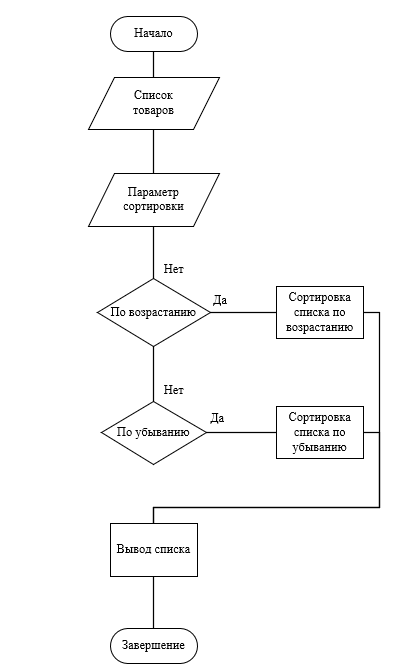 Начало
Список
товаров
Параметр
сортировки
Нет
По возрастанию
Да
Сортировка
списка по
возрастанию
Нет
По убыванию
Да
Сортировка
списка по
убыванию
Вывод списка
Завершение